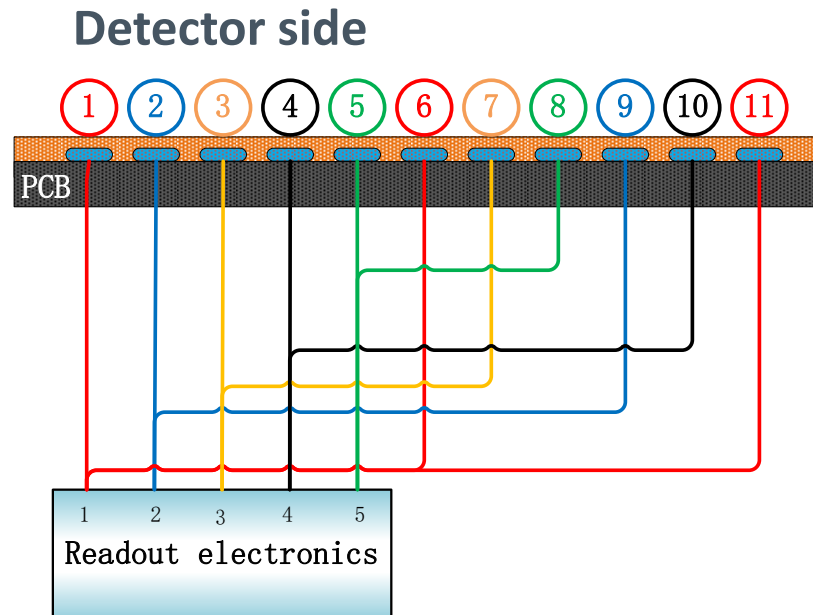 Detector side
1 2 3 4 5 6 7 8 9 10 11
PCB
1 2 3 4 5
Readout electronics